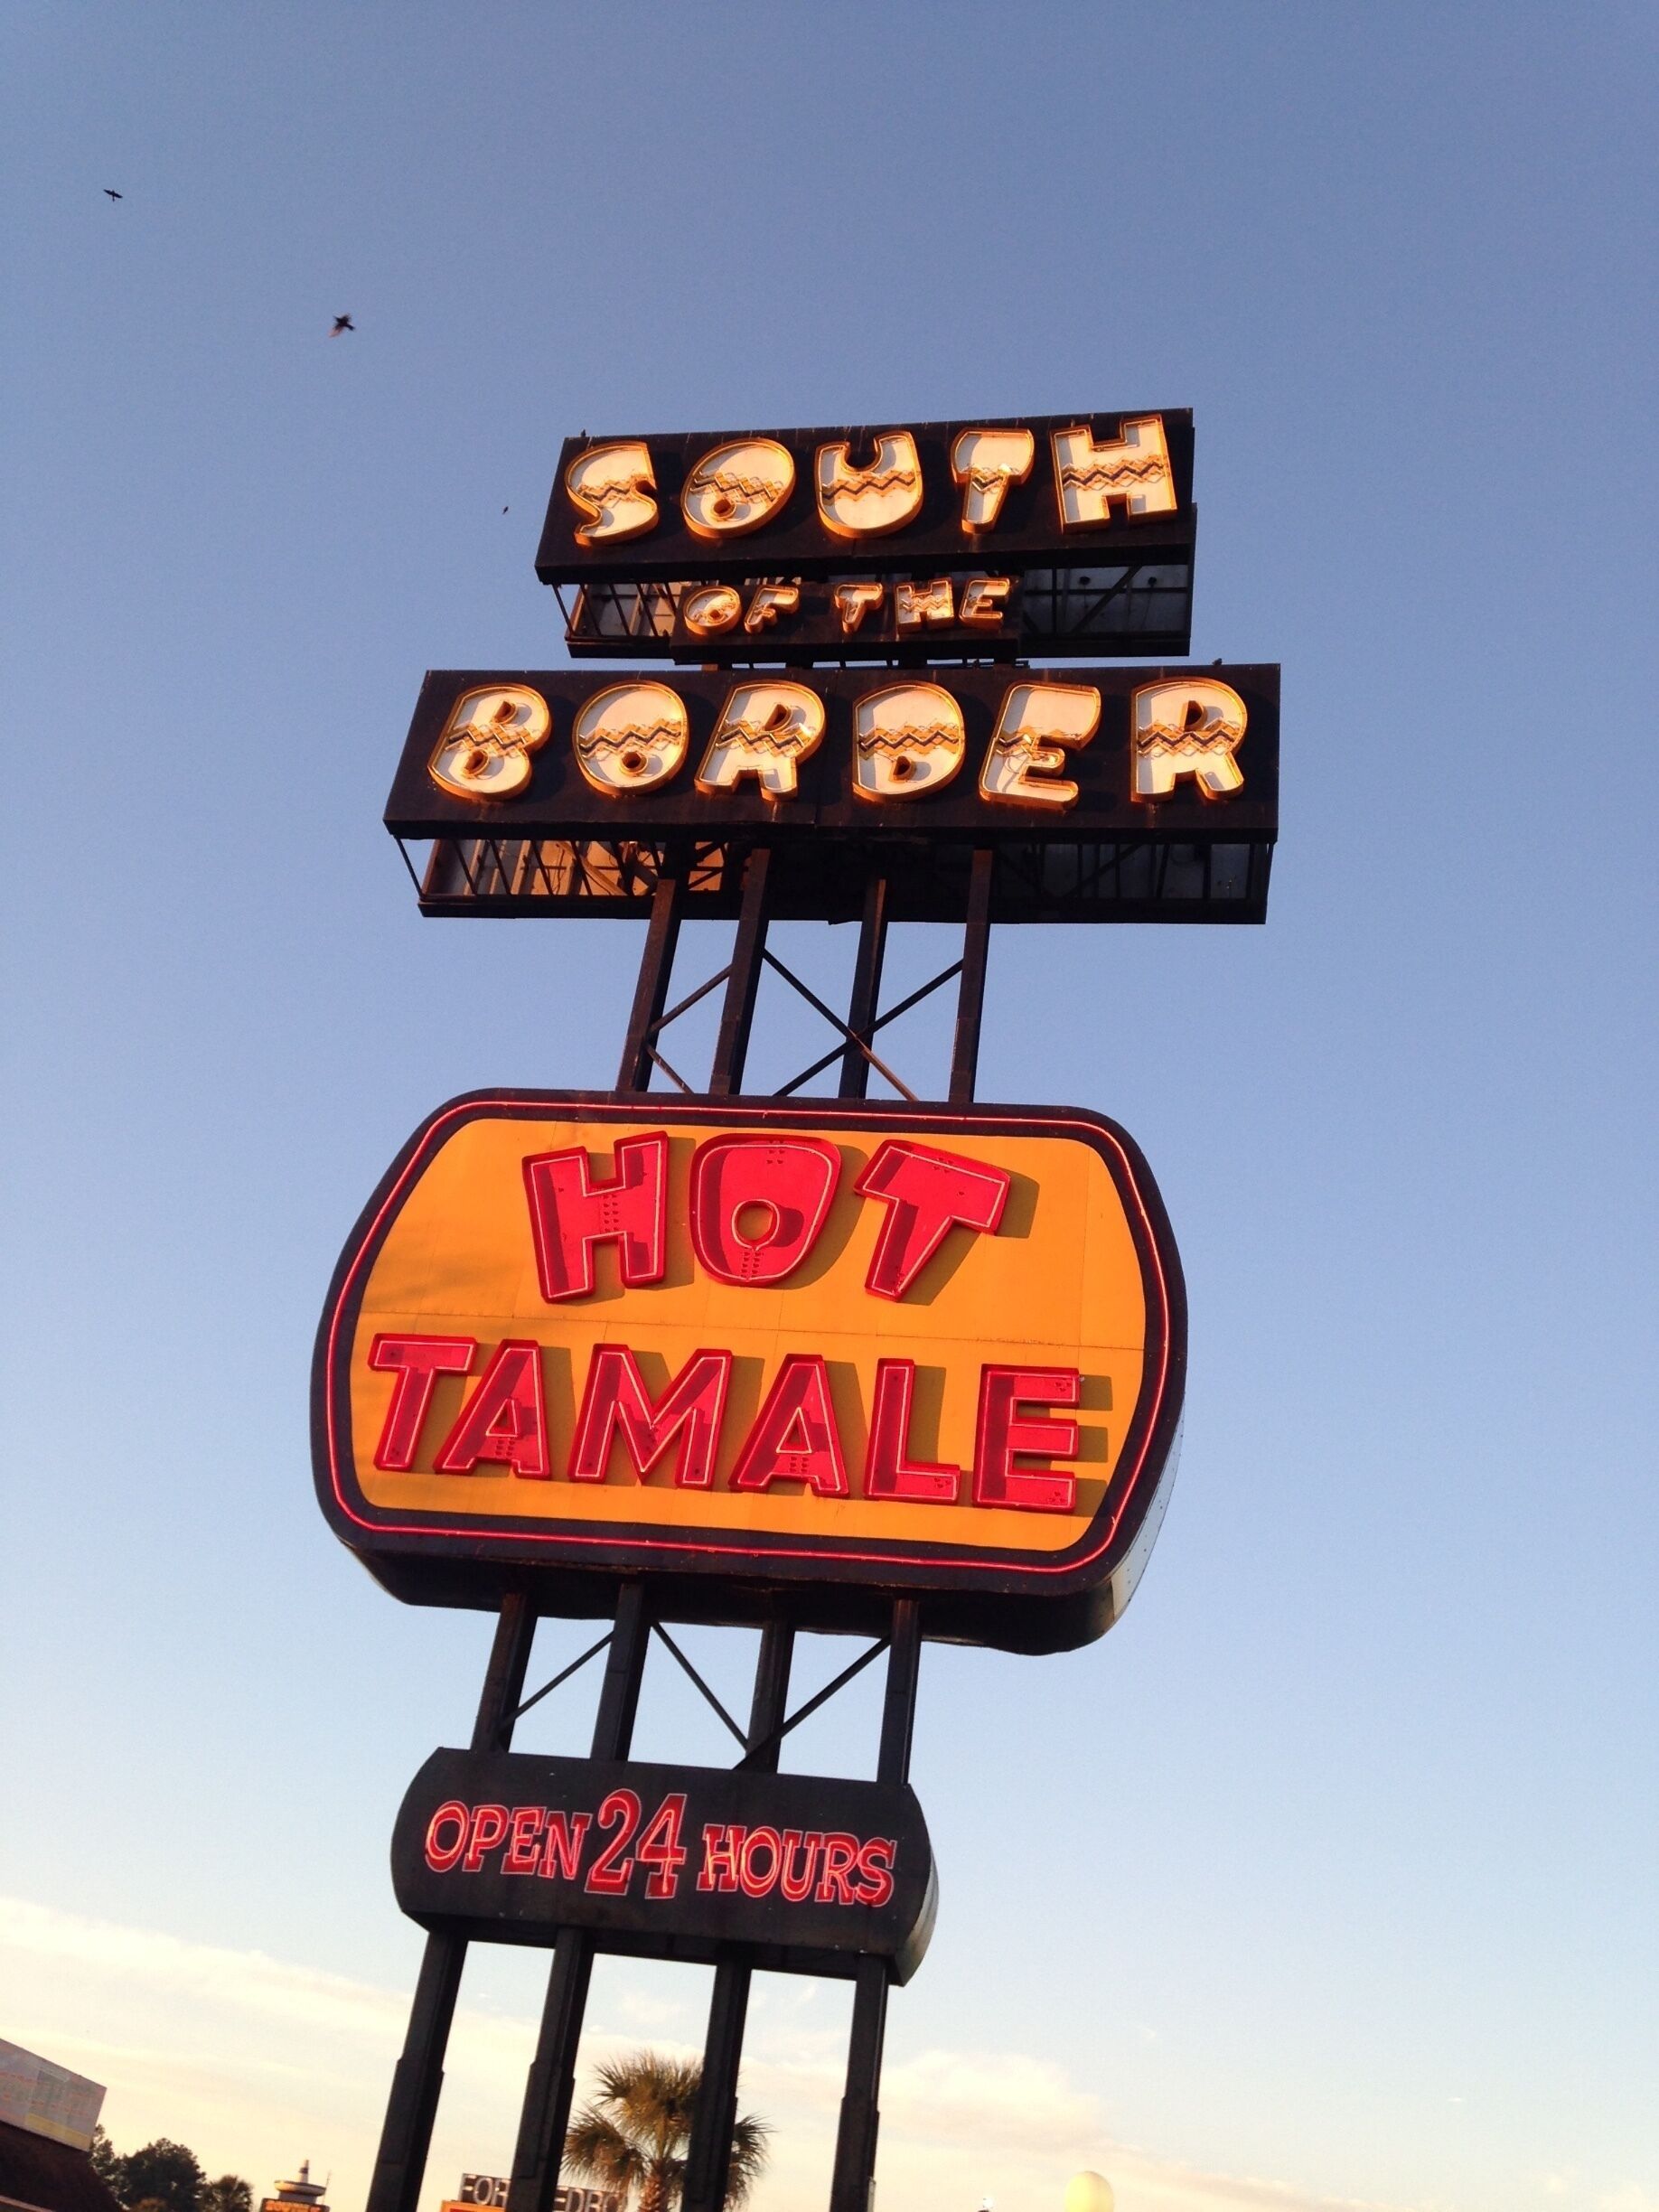 SOUTH
OF THE
BORDER
HOT
TAMALE
OPEN 24 HOURS